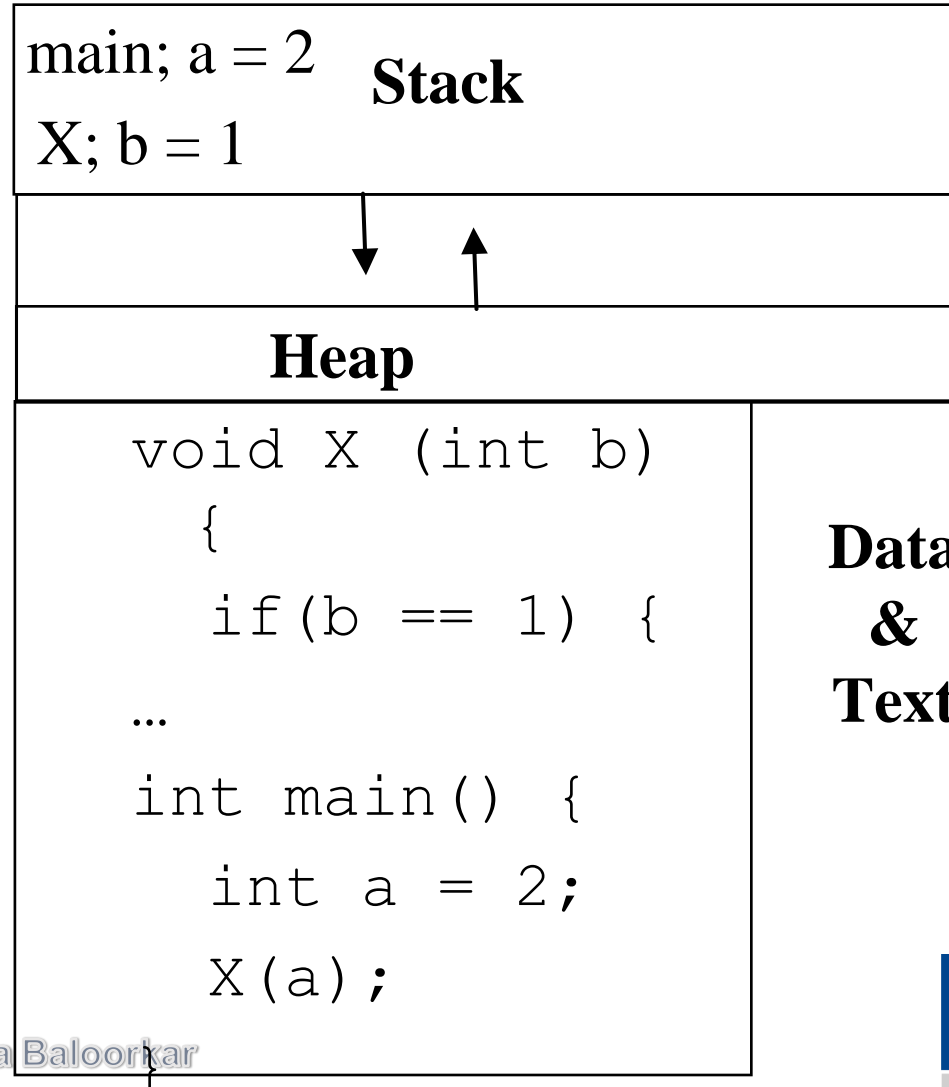 main; a = 2
Stack
X; b = 1
Heap
void X (int b)
{
if(b == 1) {
...
int main() {
int a = 2;
X(a);
}
Data
&
Text
a Baloorkar